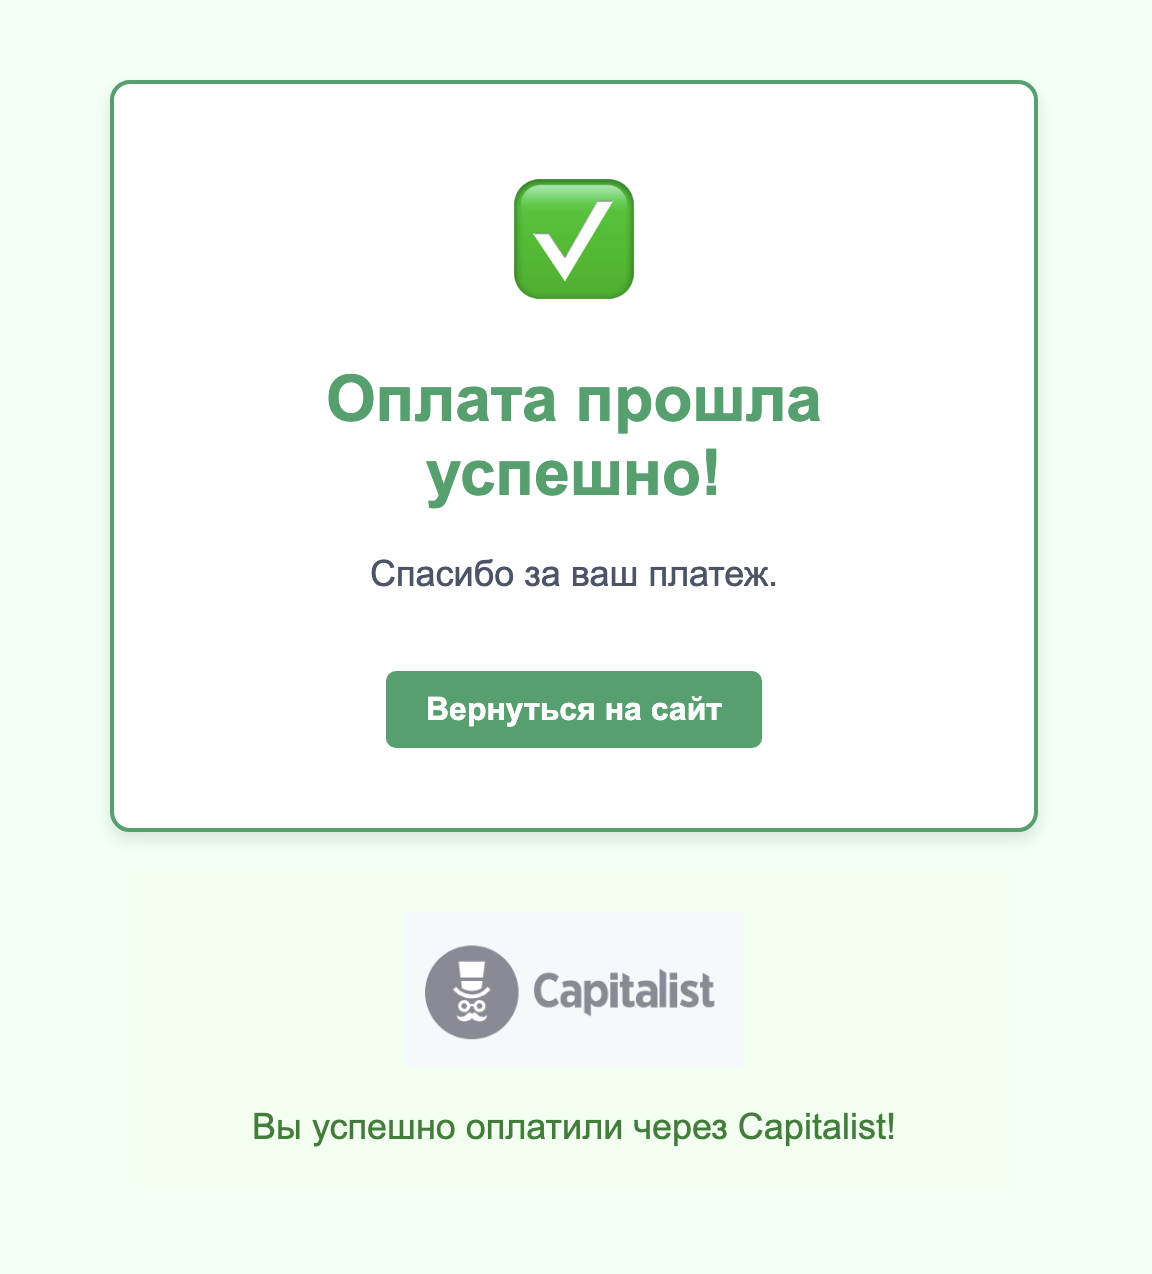 Оплата прошла
успешно!
Спасибо за ваш платеж.
Вернуться на сайт
Capitalist
Вы успешно оплатили через Capitalist!